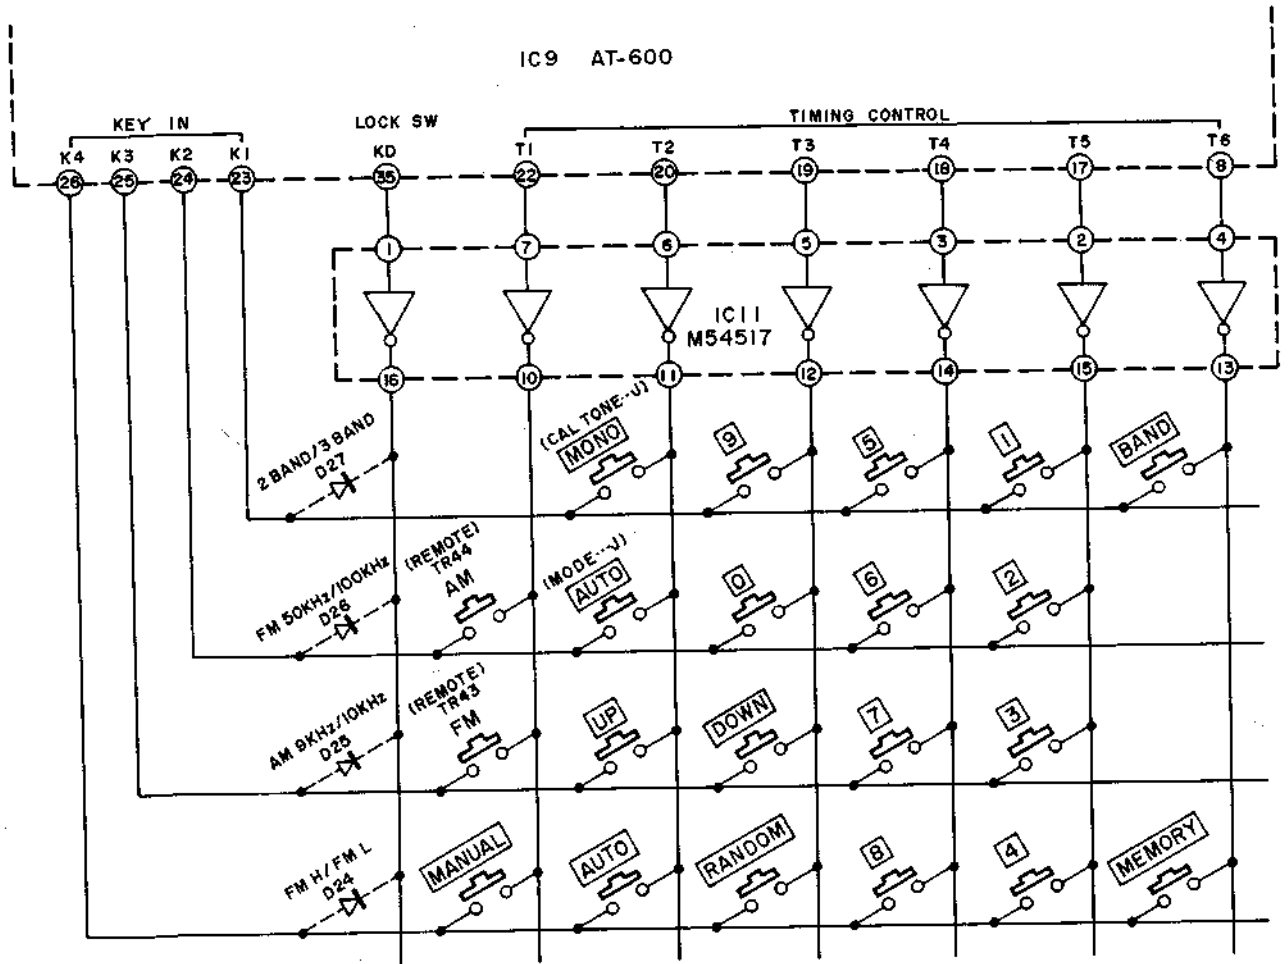 IC9 AT-600
KEY IN
LOCK SW
TIMING CONTROL
K4 K3 K2 K1 KD T1 T2 T3 T4 T5 T6
26 25 24 23 35 22 20 19 18 17 8
1 7 6 5 3 2 4
IC11
M54517
16 10 11 12 14 15 13
2 BAND/3 BAND
D27
(CAL TONE--J)
MONO
9
5
1
BAND
FM 50KHz/100KHz
D26
(REMOTE)
TR44
AM
(MODE---J)
AUTO
0
6
2
AM 9KHz/10KHz
D25
(REMOTE)
TR43
FM
UP
DOWN
7
3
FM H/FM L
D24
MANUAL
AUTO
RANDOM
8
4
MEMORY